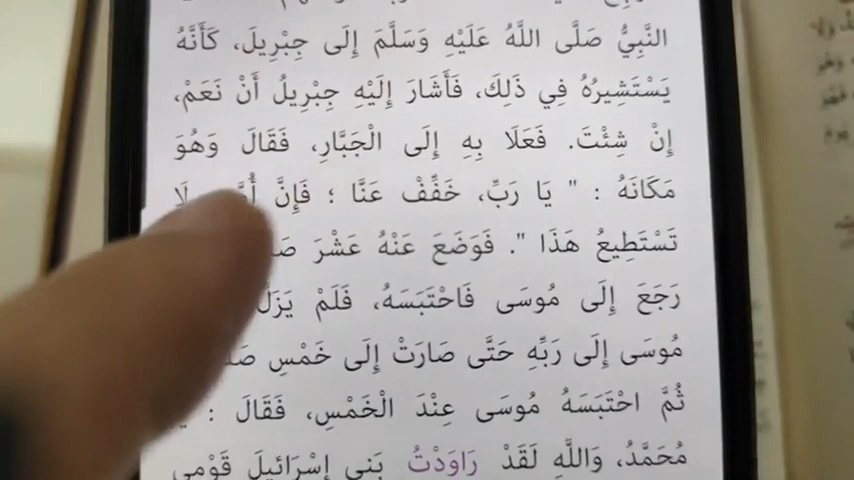 النَّبِيُّ صَلَّى اللَّهُ عَلَيْهِ وَسَلَّمَ إِلَى جِبْرِيلَ، كَأَنَّهُ
يَسْتَشِيرُهُ فِي ذَلِكَ، فَأَشَارَ إِلَيْهِ جِبْرِيلُ أَنْ نَعَمْ،
إِنْ شِئْتَ. فَعَلَا بِهِ إِلَى الْجَبَّارِ، فَقَالَ وَهُوَ
مَكَانَهُ : " يَا رَبِّ، خَفِّفْ عَنَّا ؛ فَإِنَّ لَا
تَسْتَطِيعُ هَذَا ". فَوَضَعَ عَنْهُ عَشْرَ
رَجَعَ إِلَى مُوسَى فَاحْتَبَسَهُ، فَلَمْ
مُوسَى إِلَى رَبِّهِ حَتَّى صَارَتْ إِلَى خَمْسِ
ثُمَّ احْتَبَسَهُ مُوسَى عِنْدَ الْخَمْسِ، فَقَالَ :
مُحَمَّدُ، وَاللَّهِ لَقَدْ رَاوَدْتُ بَنِي إِسْرَائِيلَ قَوْمِي